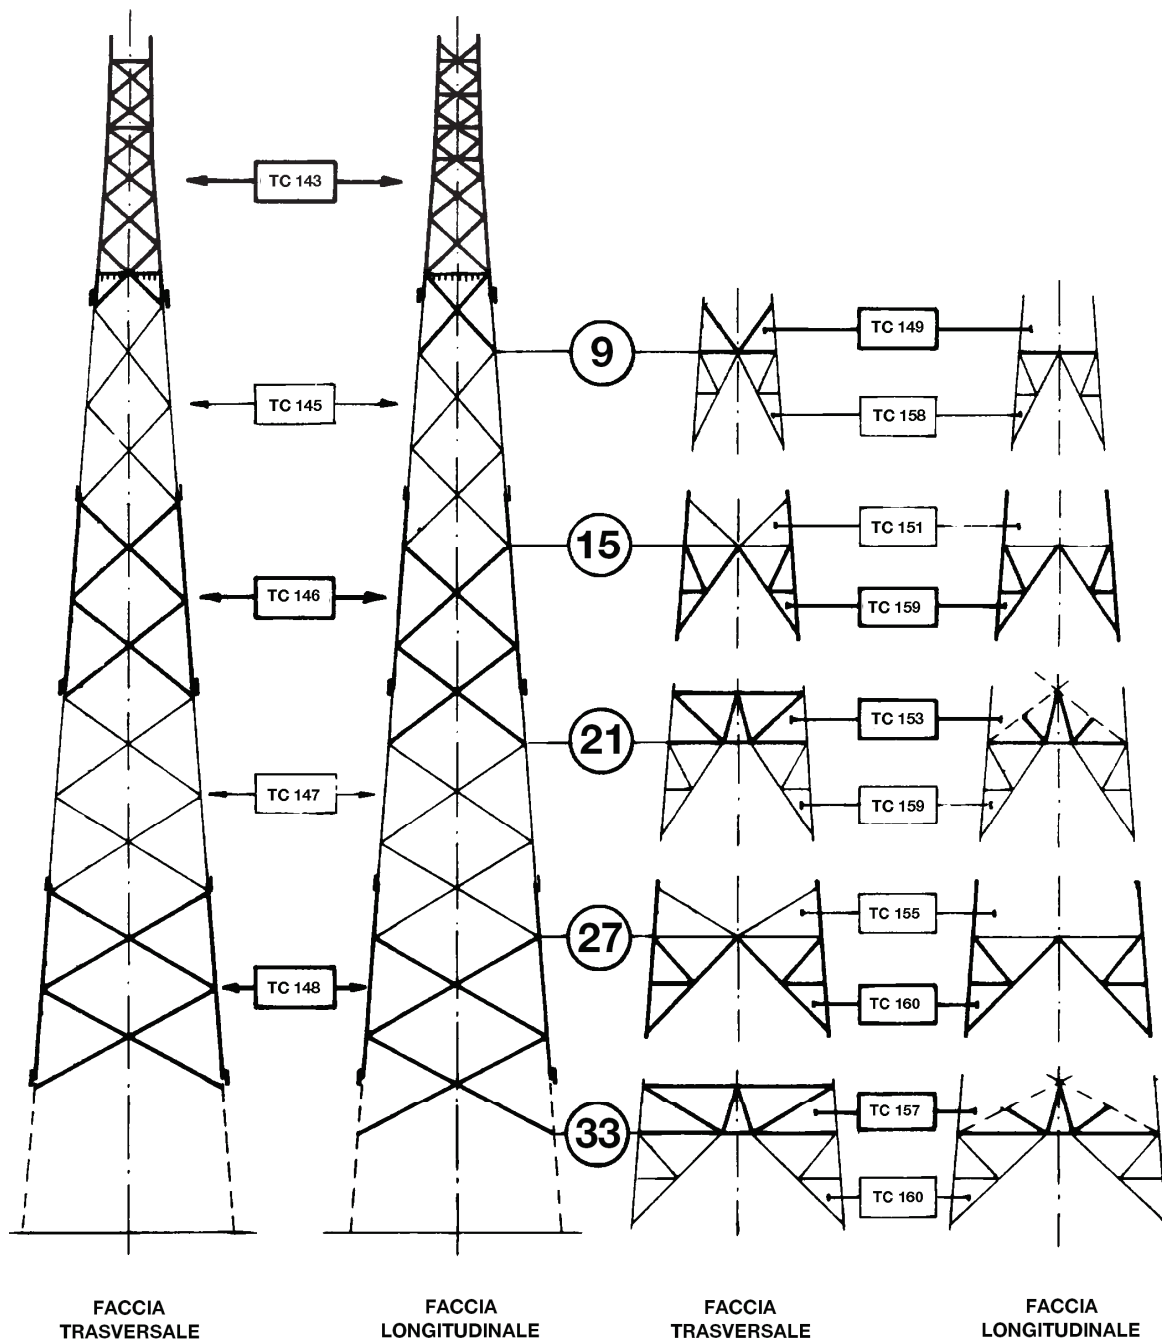 TC 143
TC 145
TC 146
TC 147
TC 148
9
15
21
27
33
TC 149
TC 158
TC 151
TC 159
TC 153
TC 159
TC 155
TC 160
TC 157
TC 160
FACCIA
TRASVERSALE
FACCIA
LONGITUDINALE
FACCIA
TRASVERSALE
FACCIA
LONGITUDINALE